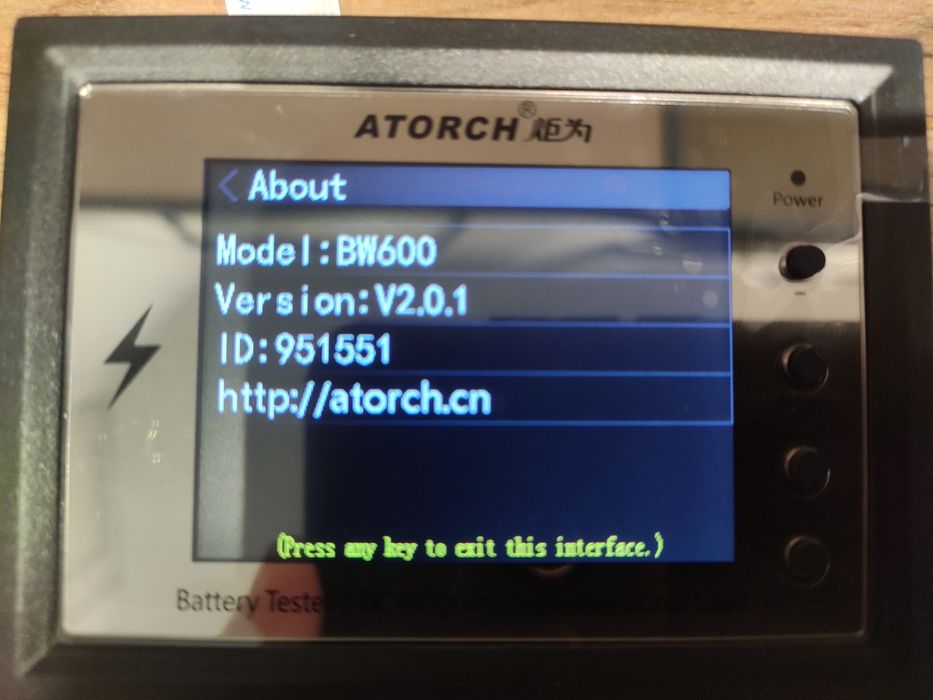 ATORCH® 炬为
< About
Power
Model:BW600
Version:V2.0.1
ID:951551
http://atorch.cn
(Press any key to exit this interface.)
Battery Tester DC